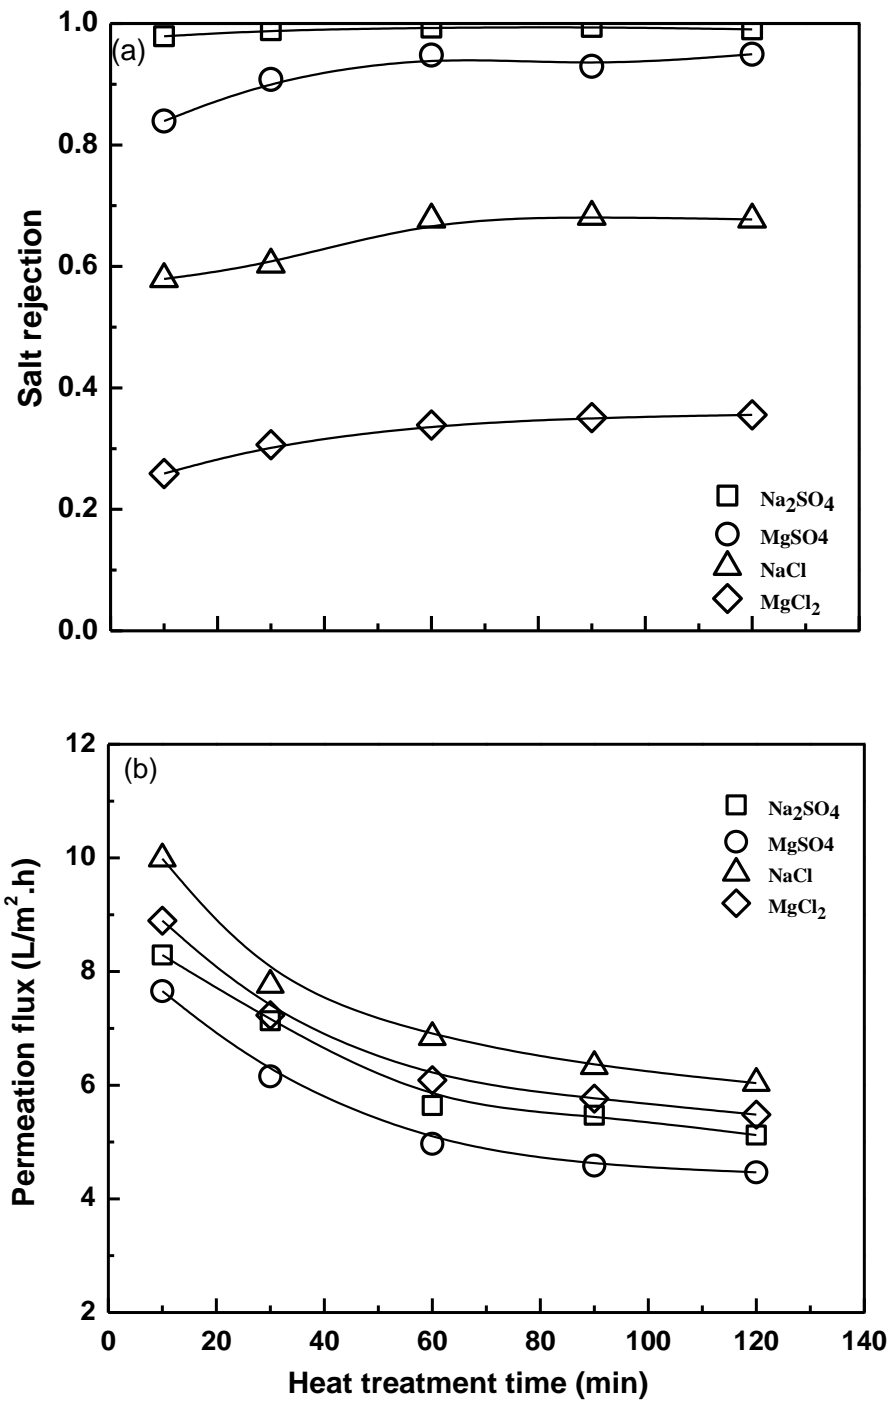 1.0
(a)
0.8
0.6
0.4
0.2
0.0
Salt rejection
Na2SO4
MgSO4
NaCl
MgCl2
12
(b)
10
8
6
4
2
Permeation flux (L/m².h)
Na2SO4
MgSO4
NaCl
MgCl2
0 20 40 60 80 100 120 140
Heat treatment time (min)